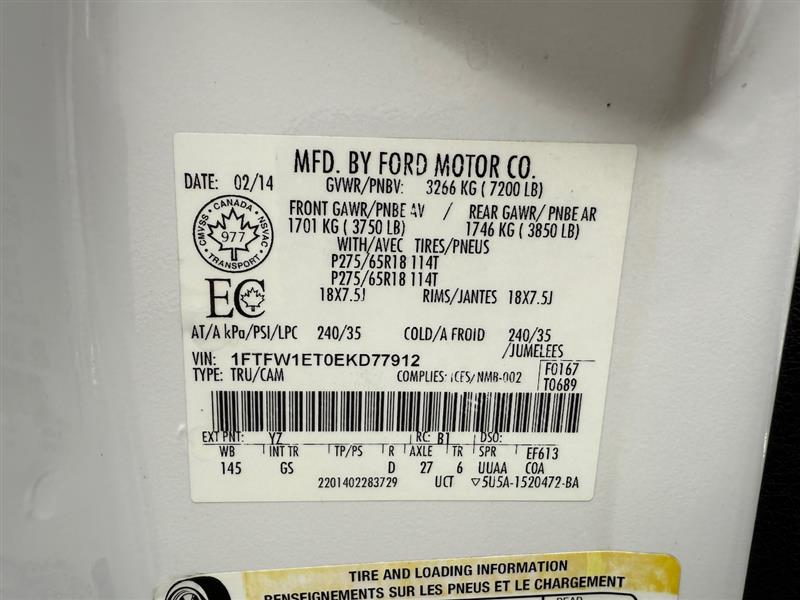 MFD. BY FORD MOTOR CO.
DATE: 02/14
GVWR/PNBV: 3266 KG ( 7200 LB)
FRONT GAWR/PNBE AV / REAR GAWR/ PNBE AR
1701 KG ( 3750 LB) 1746 KG ( 3850 LB)
WITH/AVEC TIRES/PNEUS
P275/65R18 114T
P275/65R18 114T
18X7.5J RIMS/JANTES 18X7.5J
CMVSS • CANADA • NSVAC
977
TRANSPORT
EC
AT/A kPa/PSI/LPC 240/35 COLD/A FROID 240/35
/JUMELEES
VIN: 1FTFW1ET0EKD77912
TYPE: TRU/CAM COMPLIES: ICES/NMB-002
F0167
T0689
EXT PNT: YZ RC: B1 DSO:
WB INT TR TP/PS R AXLE TR SPR EF613
145 GS D 27 6 UUAA COA
2201402283729 UCT ▽5U5A-1520472-BA
TIRE AND LOADING INFORMATION
RENSEIGNEMENTS SUR LES PNEUS ET LE CHARGEMENT